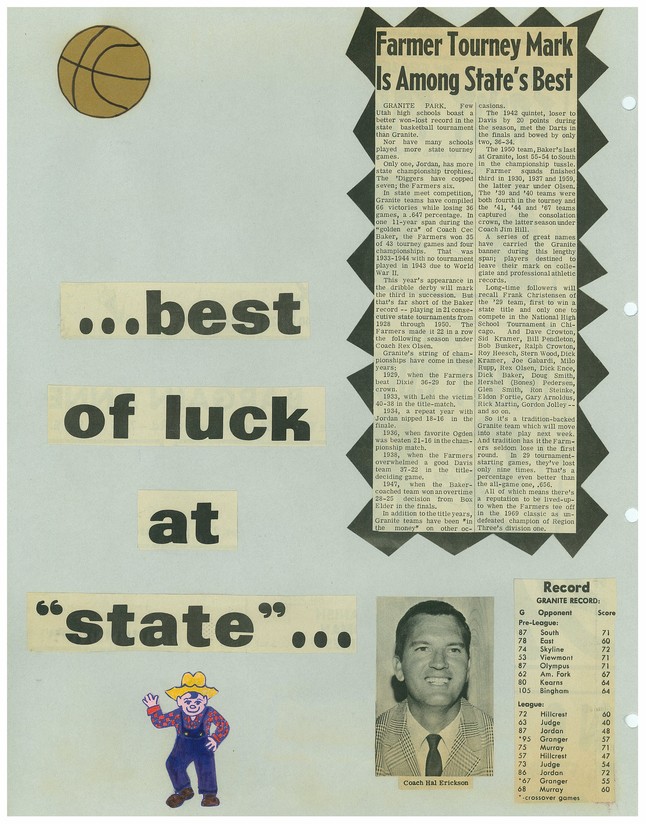 Farmer Tourney Mark
Is Among State's Best
GRANITE PARK. Few
Utah high schools boast a
better won-lost record in the
state basketball tournament
than Granite.
Nor have many schools
played more state tourney
games.
Only one, Jordan, has more
state championship trophies.
The 'Diggers have copped
seven; the Farmers six.
In state meet competition,
Granite teams have compiled
66 victories while losing 36
games, a .647 percentage. In
one 11-year span during the
"golden era" of Coach Cec
Baker, the Farmers won 35
of 43 tourney games and four
championships. That was
1933-1944 with no tournament
played in 1943 due to World
War II.
This year's appearance in
the dribble derby will mark
the third in succession. But
that's far short of the Baker
record -- playing in 21 conse-
cutive state tournaments from
1928 through 1950. The
Farmers made it 22 in a row
the following season under
Coach Rex Olsen.
Granite's string of cham-
pionships have come in these
years;
1929, when the Farmers
beat Dixie 36-29 for the
crown.
1933, with Lehi the victim
40-38 in the title-match.
1934, a repeat year with
Jordan nipped 18-16 in the
finale.
1936, when favorite Ogden
was beaten 21-16 in the cham-
pionship match.
1938, when the Farmers
overwhelmed a good Davis
team 37-22 in the title-
deciding game.
1947, when the Baker-
coached team won an overtime
28-25 decision from Box
Elder in the finals.
In addition to the title years,
Granite teams have been "in
the money" on other oc-
casions.
The 1942 quintet, loser to
Davis by 20 points during
the season, met the Darts in
the finals and bowed by only
two, 36-34.
The 1950 team, Baker's last
at Granite, lost 55-54 to South
in the championship tussle.
Farmer squads finished
third in 1930, 1937 and 1959,
the latter year under Olsen.
The '39 and '40 teams were
both fourth in the tourney and
the '41, '44 and '67 teams
captured the consolation
crown, the latter season under
Coach Jim Hill.
A series of great names
have carried the Granite
banner during this lengthy
span; players destined to
leave their mark on colle-
giate and professional athletic
records.
Long-time followers will
recall Frank Christensen of
the '29 team, first to win a
state title and only one to
compete in the National High
School Tournament in Chi-
cago. And Dave Crowton,
Sid Kramer, Bill Pendleton,
Bob Bunker, Ralph Crowton,
Roy Heesch, Stern Wood, Dick
Kramer, Joe Gabardi, Milo
Rupp, Rex Olsen, Dick Ence,
Dick Baker, Doug Smith,
Hershel (Bones) Pedersen,
Glen Smith, Ron Steinke,
Eldon Fortie, Gary Arnoldus,
Rick Martin, Gordon Jolley --
and so on.
So it's a tradition-backed
Granite team which will move
into state play next week.
And tradition has it the Farm-
ers seldom lose in the first
round. In 29 tournament-
starting games, they've lost
only nine times. That's a
percentage even better than
the all-game one, .656.
All of which means there's
a reputation to be lived-up-
to when the Farmers tee off
in the 1969 classic as un-
defeated champion of Region
Three's division one.
...best
of luck
at
"state"...
Coach Hal Erickson
Record
GRANITE RECORD:
G Opponent Score
Pre-League:
87 South 71
78 East 60
74 Skyline 72
53 Viewmont 71
87 Olympus 71
62 Am. Fork 67
80 Kearns 64
105 Bingham 64
League:
72 Hillcrest 60
63 Judge 40
87 Jordan 48
*95 Granger 57
75 Murray 71
57 Hillcrest 47
73 Judge 54
86 Jordan 72
*67 Granger 55
68 Murray 60
*-crossover games